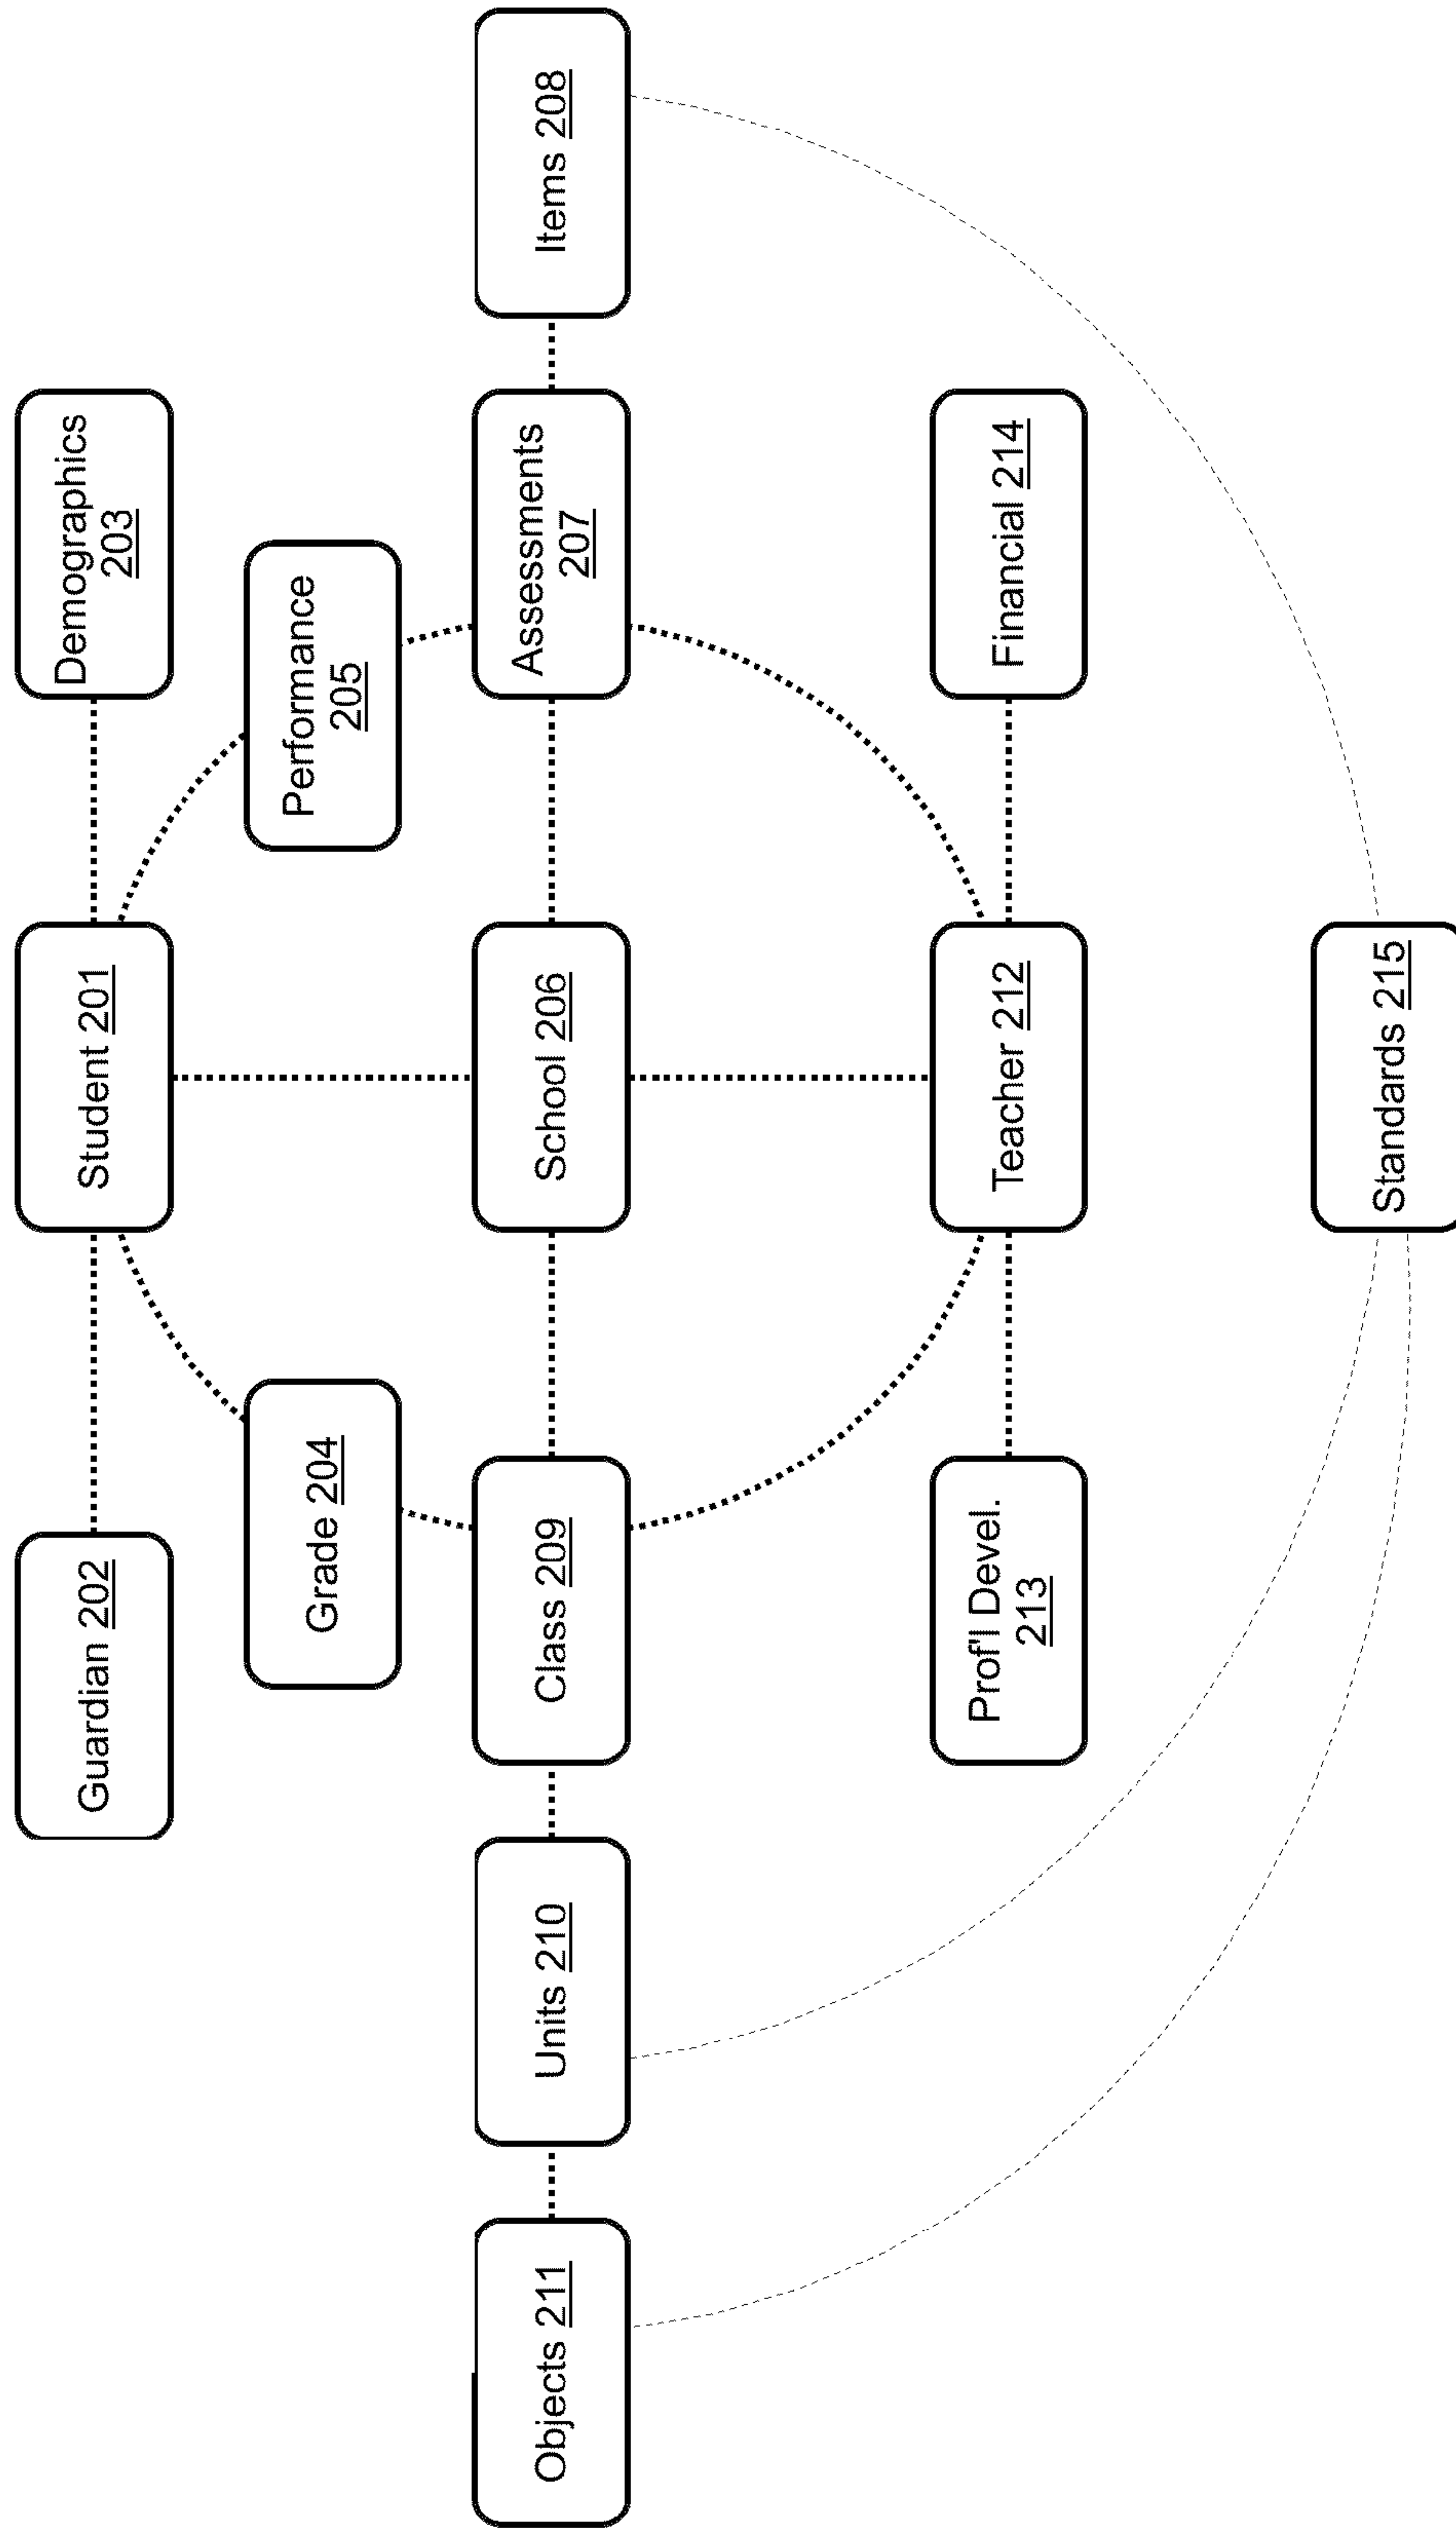 Guardian 202
Student 201
Demographics
203
Grade 204
Performance
205
Objects 211
Units 210
Class 209
School 206
Assessments
207
Items 208
Prof'l Devel.
213
Teacher 212
Financial 214
Standards 215